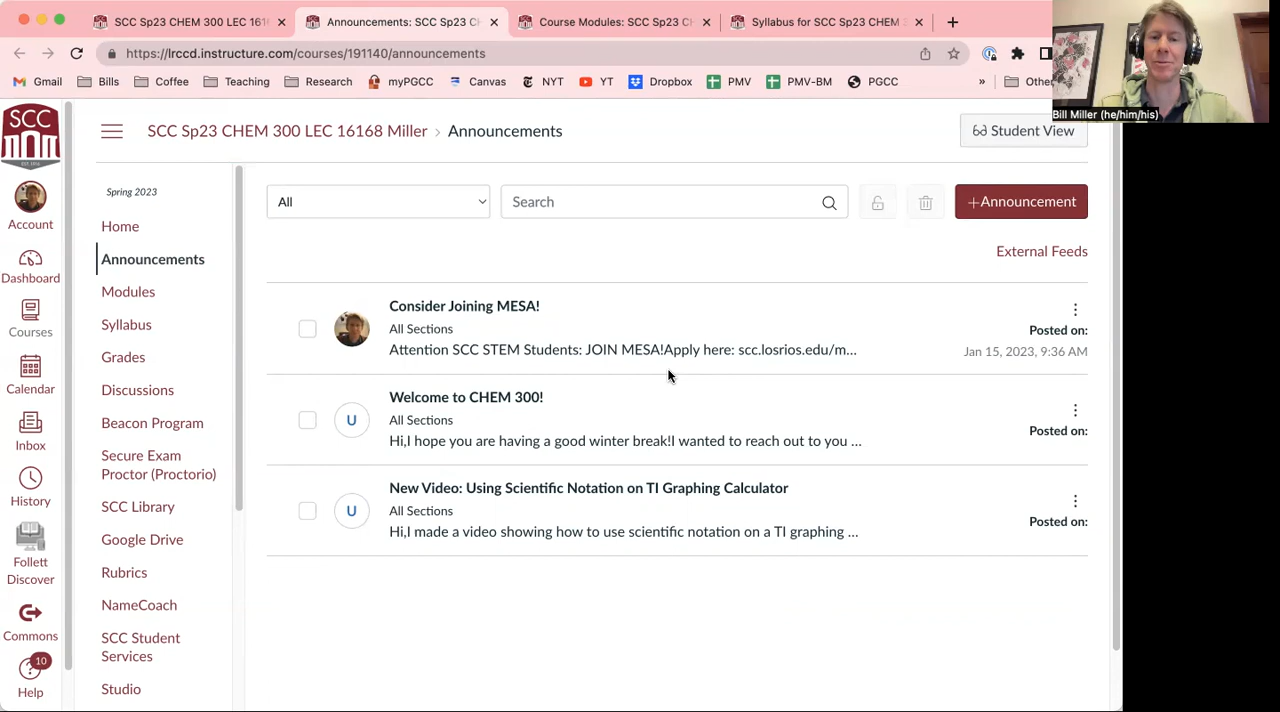 SCC Sp23 CHEM 300 LEC 1616
Announcements: SCC Sp23 C
Course Modules: SCC Sp23 C
Syllabus for SCC Sp23 CHEM
https://lrccd.instructure.com/courses/191140/announcements
Gmail Bills Coffee Teaching Research myPGCC Canvas NYT YT Dropbox PMV PMV-BM PGCC » Othe
Bill Miller (he/him/his)
SCC
SCC Sp23 CHEM 300 LEC 16168 Miller > Announcements
Student View
Account
Dashboard
Courses
Calendar
Inbox
History
Follett
Discover
Commons
10
Help
Spring 2023
Home
Announcements
Modules
Syllabus
Grades
Discussions
Beacon Program
Secure Exam
Proctor (Proctorio)
SCC Library
Google Drive
Rubrics
NameCoach
SCC Student
Services
Studio
All
Search
+Announcement
External Feeds
Consider Joining MESA!
All Sections
Attention SCC STEM Students: JOIN MESA!Apply here: scc.losrios.edu/m...
Posted on:
Jan 15, 2023, 9:36 AM
U
Welcome to CHEM 300!
All Sections
Hi,I hope you are having a good winter break!I wanted to reach out to you ...
Posted on:
U
New Video: Using Scientific Notation on TI Graphing Calculator
All Sections
Hi,I made a video showing how to use scientific notation on a TI graphing ...
Posted on: